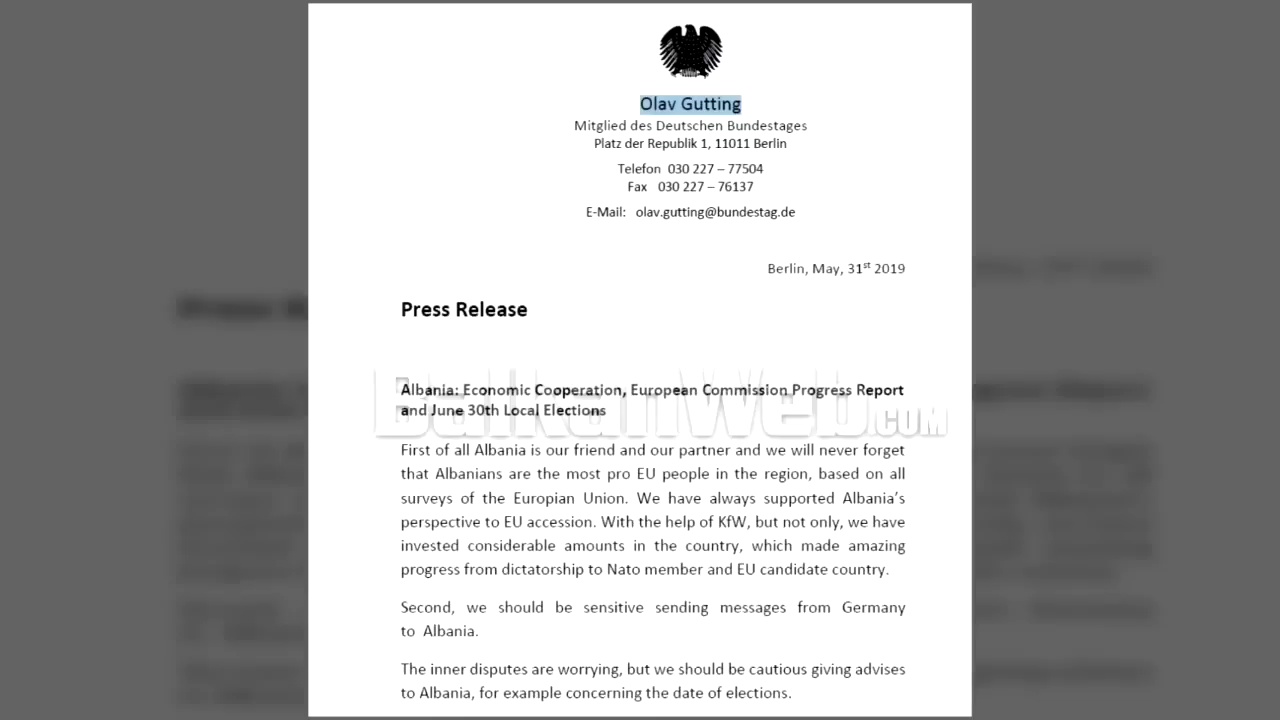 Olav Gutting
Mitglied des Deutschen Bundestages
Platz der Republik 1, 11011 Berlin
Telefon 030 227 – 77504
Fax 030 227 – 76137
E-Mail: olav.gutting@bundestag.de
Berlin, May, 31st 2019
Press Release
Albania: Economic Cooperation, European Commission Progress Report
and June 30th Local Elections
BalkanWeb.COM
First of all Albania is our friend and our partner and we will never forget
that Albanians are the most pro EU people in the region, based on all
surveys of the Europian Union. We have always supported Albania's
perspective to EU accession. With the help of KfW, but not only, we have
invested considerable amounts in the country, which made amazing
progress from dictatorship to Nato member and EU candidate country.
Second, we should be sensitive sending messages from Germany
to Albania.
The inner disputes are worrying, but we should be cautious giving advises
to Albania, for example concerning the date of elections.